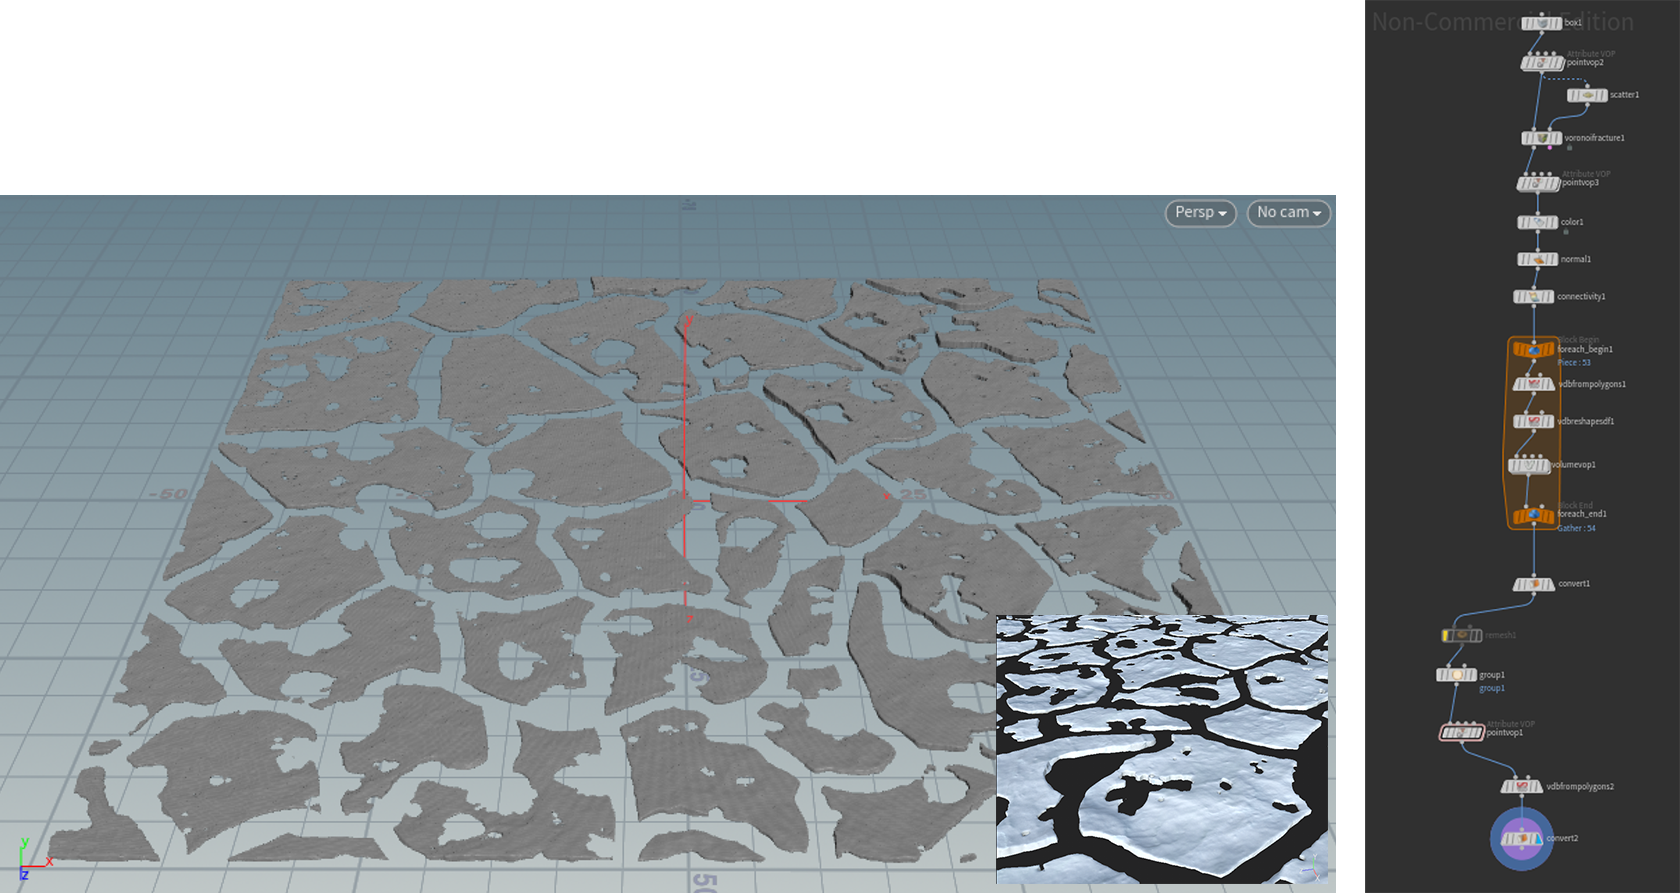 Persp
No cam
-50
25
50
y
x
z
Non-Commercial Edition
box1
Attribute VOP
pointvop2
scatter1
voronoifracture1
Attribute VOP
pointvop3
color1
normal1
connectivity1
Block Begin
foreach_begin1
Piece : 53
vdbfrompolygons1
vdbreshapesdf1
volumevop1
Block End
foreach_end1
Gather : 54
convert1
remesh1
group1
group1
Attribute VOP
pointvop1
vdbfrompolygons2
convert2